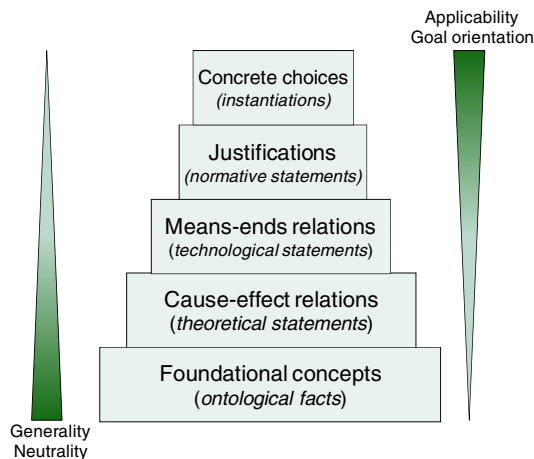 Applicability
Goal orientation
Concrete choices
(instantiations)
Justifications
(normative statements)
Means-ends relations
(technological statements)
Cause-effect relations
(theoretical statements)
Foundational concepts
(ontological facts)
Generality
Neutrality